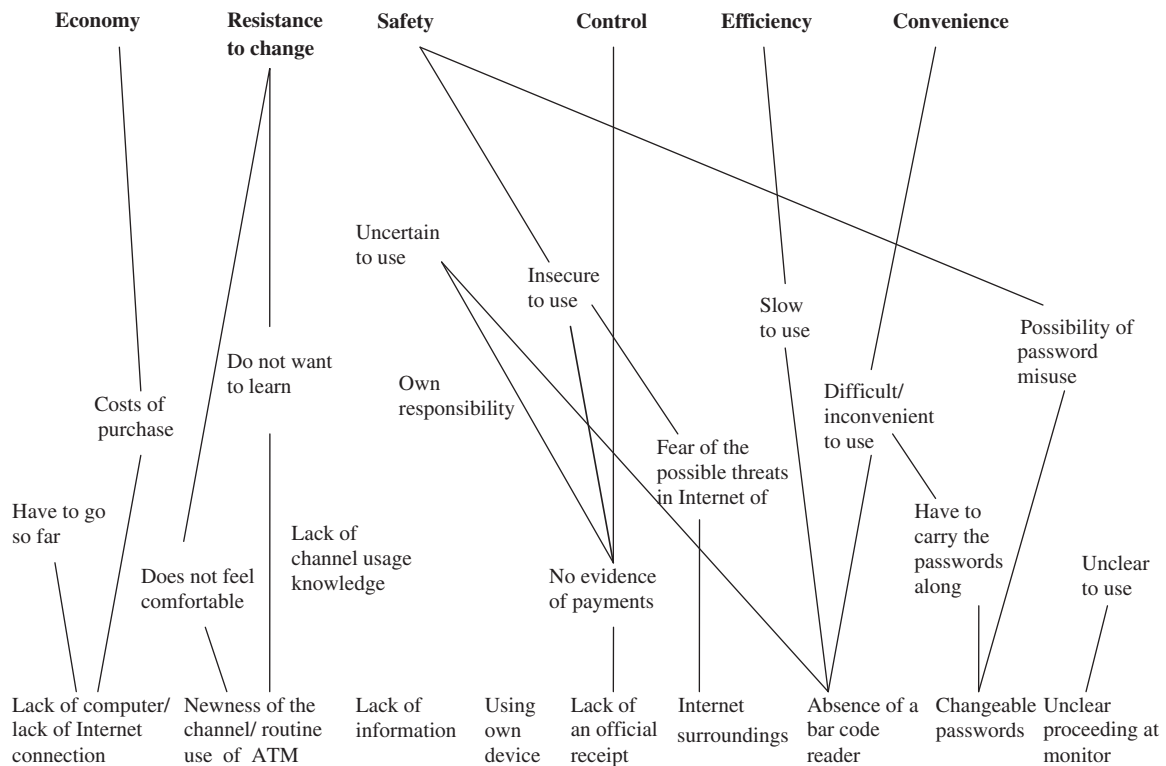 Economy
Resistance
to change
Safety
Control
Efficiency
Convenience
Uncertain
to use
Insecure
to use
Slow
to use
Possibility of
password
misuse
Do not want
to learn
Own
responsibility
Difficult/
inconvenient
to use
Costs of
purchase
Fear of the
possible threats
in Internet of
Have to go
so far
Lack of
channel usage
knowledge
Have to
carry the
passwords
along
Does not feel
comfortable
No evidence
of payments
Unclear
to use
Lack of computer/
lack of Internet
connection
Newness of the
channel/ routine
use of ATM
Lack of
information
Using
own
device
Lack of
an official
receipt
Internet
surroundings
Absence of a
bar code
reader
Changeable
passwords
Unclear
proceeding at
monitor